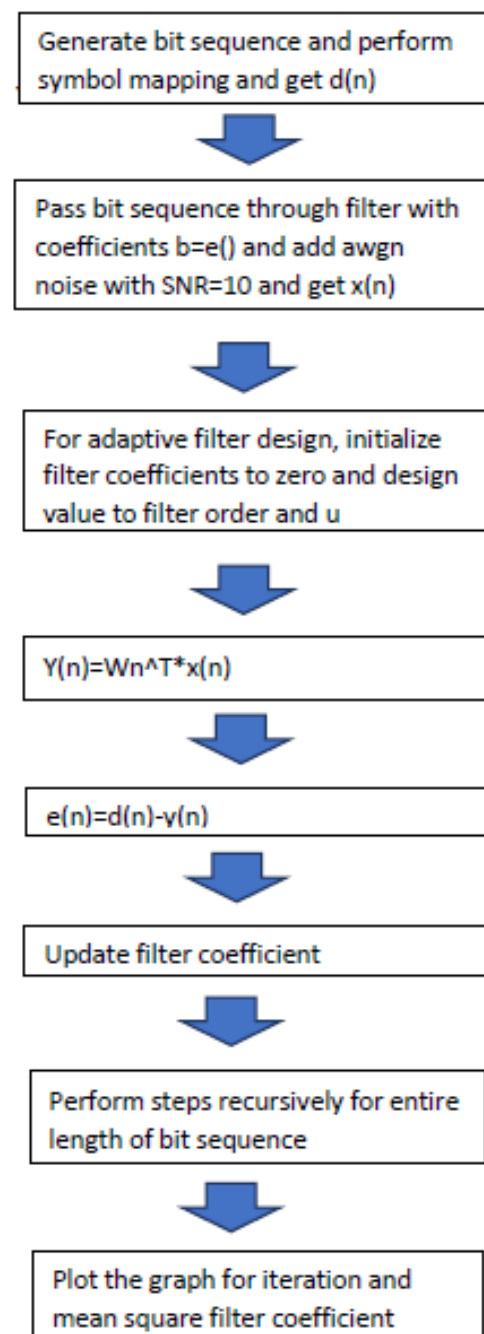 Generate bit sequence and perform
symbol mapping and get d(n)
Pass bit sequence through filter with
coefficients b=e() and add awgn
noise with SNR=10 and get x(n)
For adaptive filter design, initialize
filter coefficients to zero and design
value to filter order and u
Y(n)=Wn^T*x(n)
e(n)=d(n)-y(n)
Update filter coefficient
Perform steps recursively for entire
length of bit sequence
Plot the graph for iteration and
mean square filter coefficient